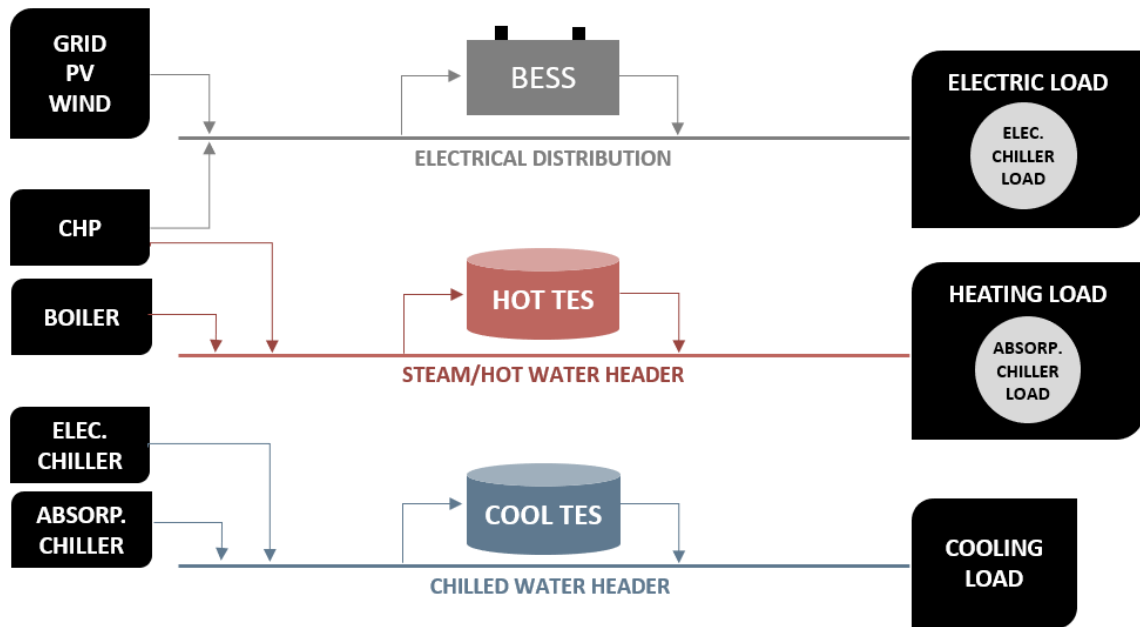 GRID
PV
WIND
BESS
ELECTRIC LOAD
ELEC.
CHILLER
LOAD
ELECTRICAL DISTRIBUTION
CHP
BOILER
HOT TES
HEATING LOAD
ABSORP.
CHILLER
LOAD
STEAM/HOT WATER HEADER
ELEC.
CHILLER
ABSORP.
CHILLER
COOL TES
COOLING
LOAD
CHILLED WATER HEADER